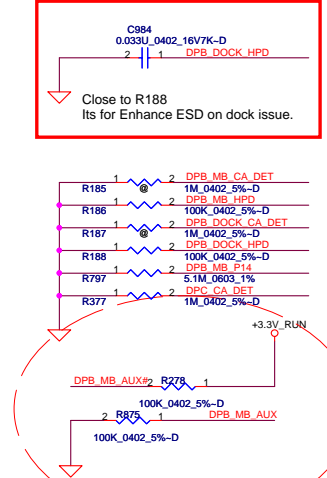 C984
0.033U_0402_16V7K~D
2 1 DPB_DOCK_HPD
Close to R188
Its for Enhance ESD on dock issue.
1 2 DPB_MB_CA_DET
R185 @ 1M_0402_5%~D
1 2 DPB_MB_HPD
R186 100K_0402_5%~D
1 2 DPB_DOCK_CA_DET
R187 @ 1M_0402_5%~D
1 2 DPB_DOCK_HPD
R188 100K_0402_5%~D
1 2 DPB_MB_P14
R797 5.1M_0603_1%
1 2 DPC_CA_DET
R377 1M_0402_5%~D
+3.3V_RUN
DPB_MB_AUX# 2 R278 1
100K_0402_5%~D
2 R875 1 DPB_MB_AUX
100K_0402_5%~D